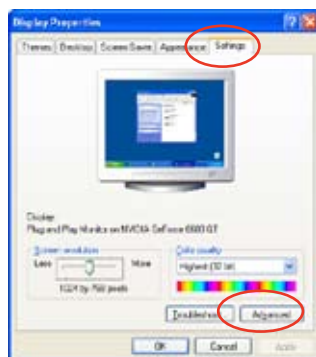 Display Properties
Themes Desktop Screen Saver Appearance Settings
Display:
Plug and Play Monitor on NVIDIA GeForce 6600 GT
Screen resolution
Less More
1024 by 768 pixels
Color quality
Highest (32 bit)
Troubleshoot... Advanced
OK Cancel Apply